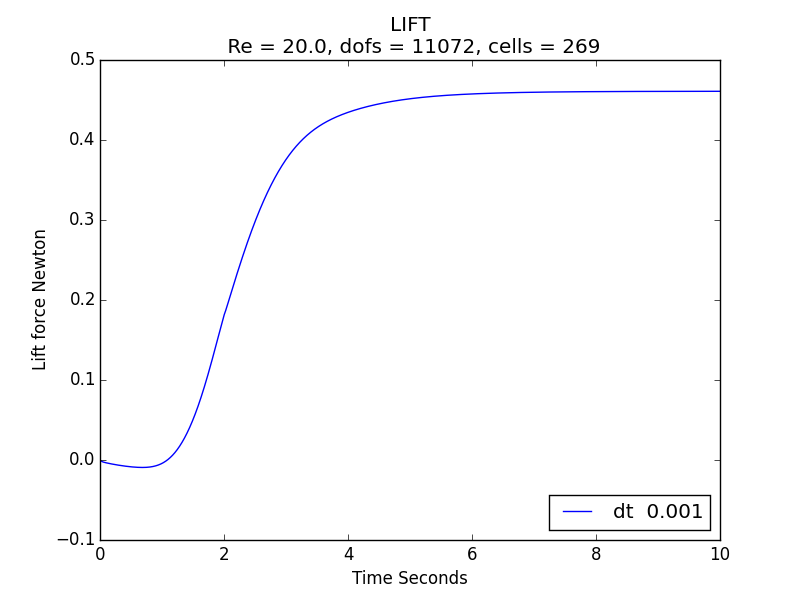 LIFT
Re = 20.0, dofs = 11072, cells = 269
0.5
0.4
0.3
0.2
0.1
0.0
−0.1
Lift force Newton
dt  0.001
0
2
4
6
8
10
Time Seconds